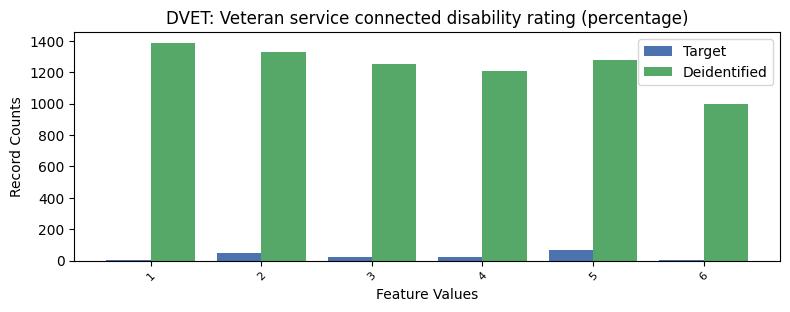 DVET: Veteran service connected disability rating (percentage)
Record Counts
1400
1200
1000
800
600
400
200
0
Target
Deidentified
1
2
3
4
5
6
Feature Values